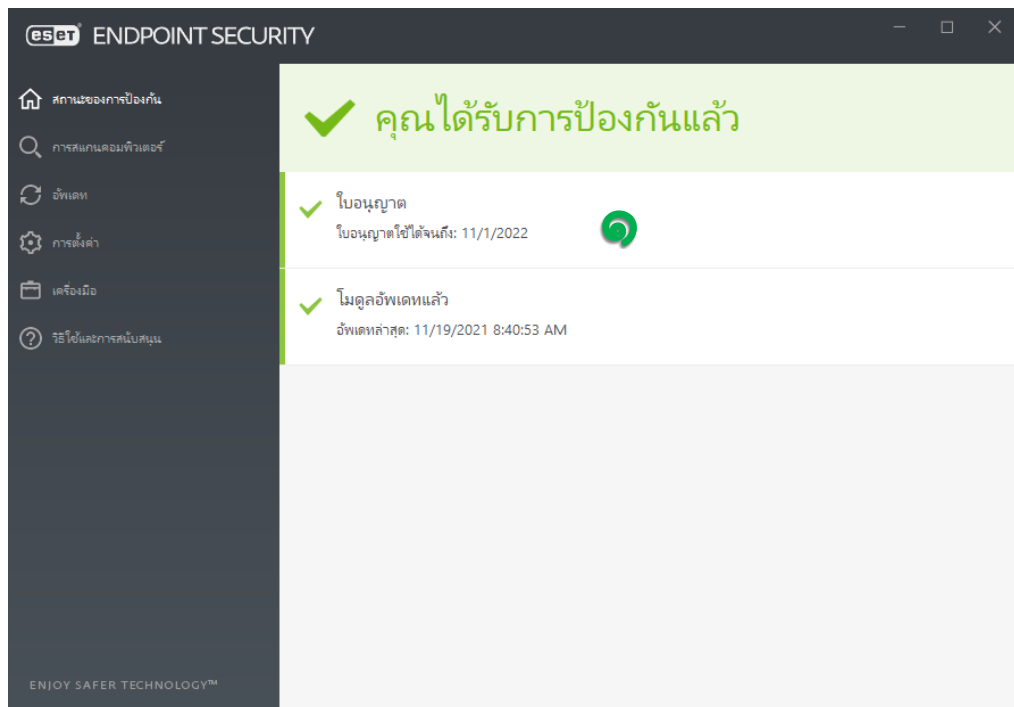 eset ENDPOINT SECURITY
สถานะของการป้องกัน
การสแกนคอมพิวเตอร์
อัพเดท
การตั้งค่า
เครื่องมือ
วิธีใช้และการสนับสนุน
คุณได้รับการป้องกันแล้ว
ใบอนุญาต
ใบอนุญาตใช้ได้จนถึง: 11/1/2022
๑
โมดูลอัพเดทแล้ว
อัพเดทล่าสุด: 11/19/2021 8:40:53 AM
ENJOY SAFER TECHNOLOGY™